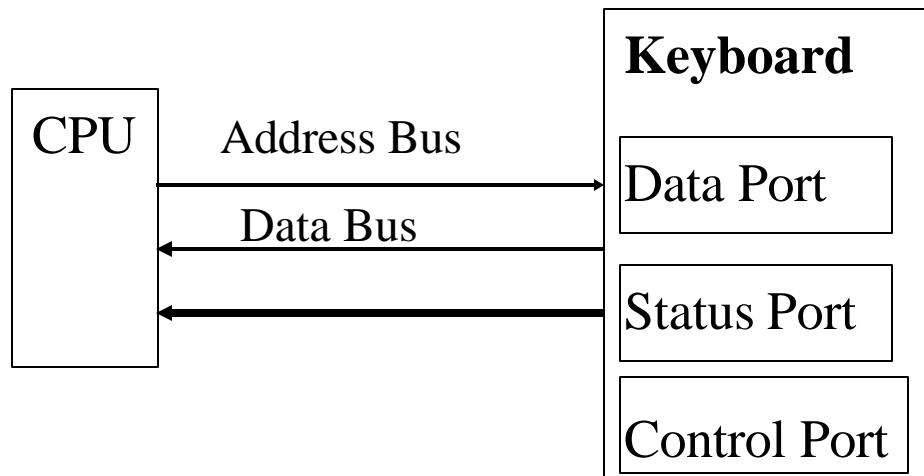 Keyboard
CPU
Address Bus
Data Port
Data Bus
Status Port
Control Port